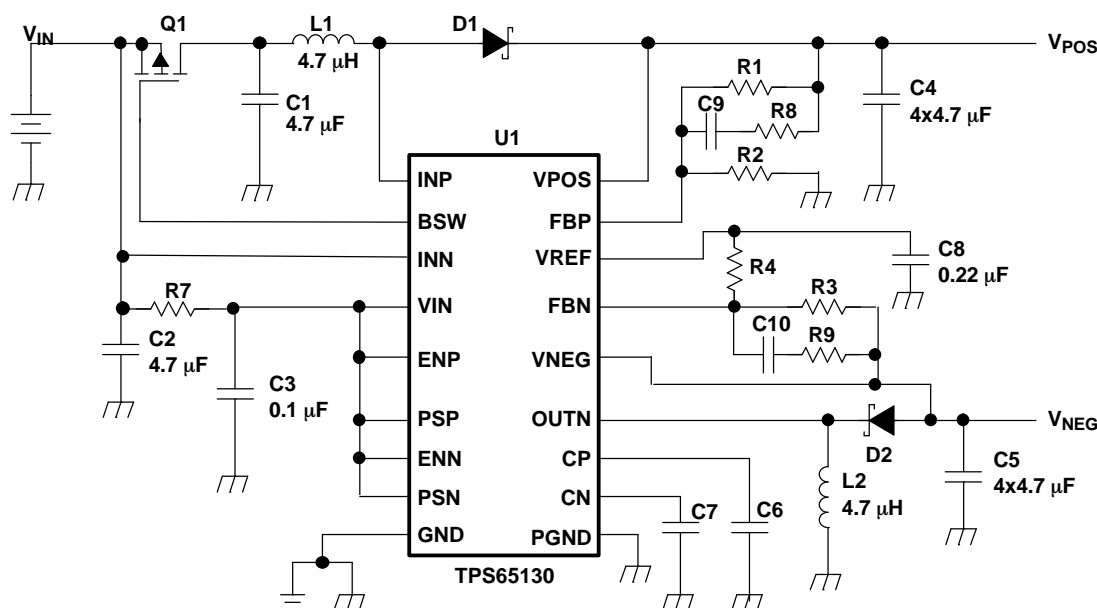 Q1
L1
D1
VIN
4.7 µH
VPOS
R1
C1
4.7 µF
C9
R8
C4
4x4.7 µF
U1
R2
INP
VPOS
BSW
FBP
INN
VREF
C8
0.22 µF
R4
R7
VIN
FBN
R3
C10
R9
C2
4.7 µF
ENP
VNEG
C3
0.1 µF
PSP
OUTN
VNEG
D2
ENN
CP
C5
4x4.7 µF
L2
4.7 µH
PSN
CN
C7
C6
GND
PGND
TPS65130